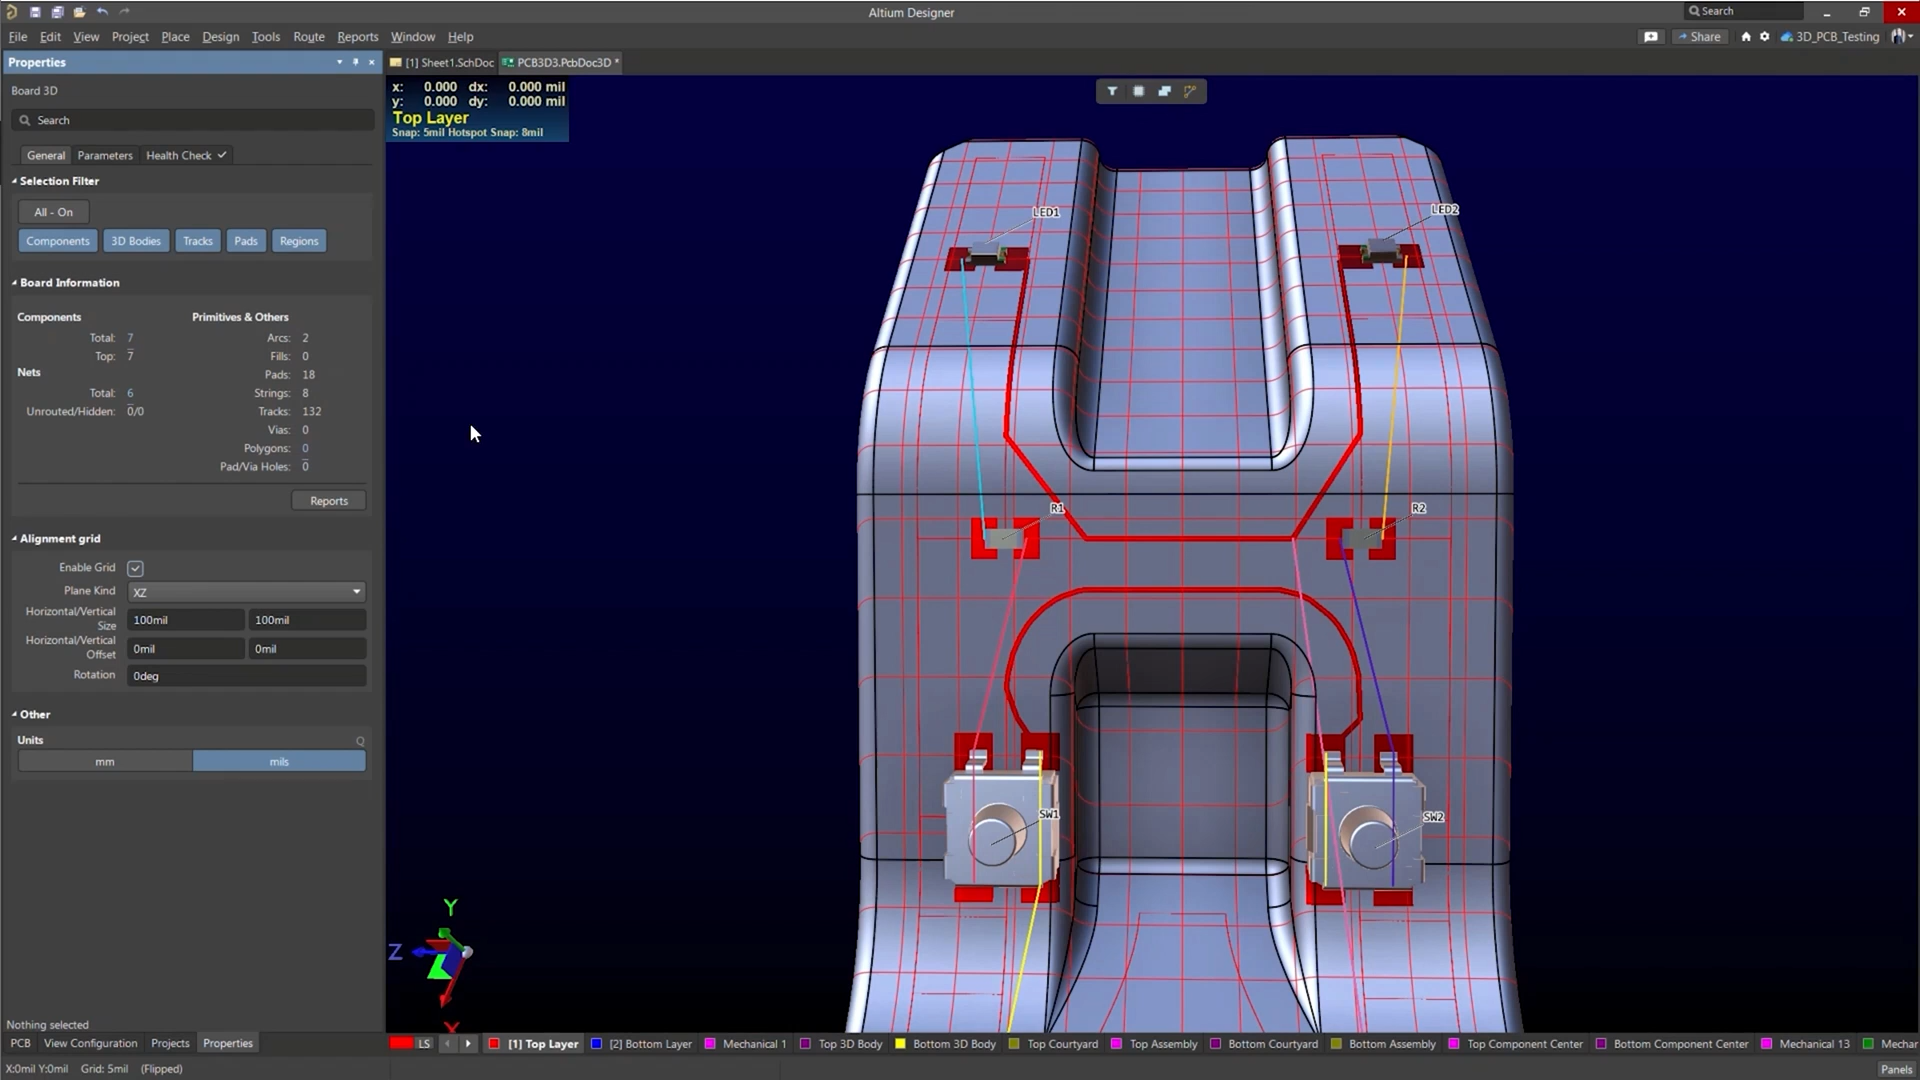 Altium Designer
Search
File Edit View Project Place Design Tools Route Reports Window Help
Share
3D_PCB_Testing
Properties
[1] Sheet1.SchDoc
PCB3D3.PcbDoc3D *
Board 3D
Search
General Parameters Health Check
Selection Filter
All - On
Components 3D Bodies Tracks Pads Regions
Board Information
Components Primitives & Others
Total: 7 Arcs: 2
Top: 7 Fills: 0
Nets Pads: 18
Total: 6 Strings: 8
Unrouted/Hidden: 0/0 Tracks: 132
Vias: 0
Polygons: 0
Pad/Via Holes: 0
Reports
Alignment grid
Enable Grid
Plane Kind XZ
Horizontal/Vertical Size 100mil 100mil
Horizontal/Vertical Offset 0mil 0mil
Rotation 0deg
Other
Units Q
mm mils
Nothing selected
PCB View Configuration Projects Properties
x: 0.000 dx: 0.000 mil
y: 0.000 dy: 0.000 mil
Top Layer
Snap: 5mil Hotspot Snap: 8mil
LED1
LED2
R1
R2
SW1
SW2
Y
Z
X
LS [1] Top Layer [2] Bottom Layer Mechanical 1 Top 3D Body Bottom 3D Body Top Courtyard Top Assembly Bottom Courtyard Bottom Assembly Top Component Center Bottom Component Center Mechanical 13 Mechar
X:0mil Y:0mil Grid: 5mil (Flipped)
Panels